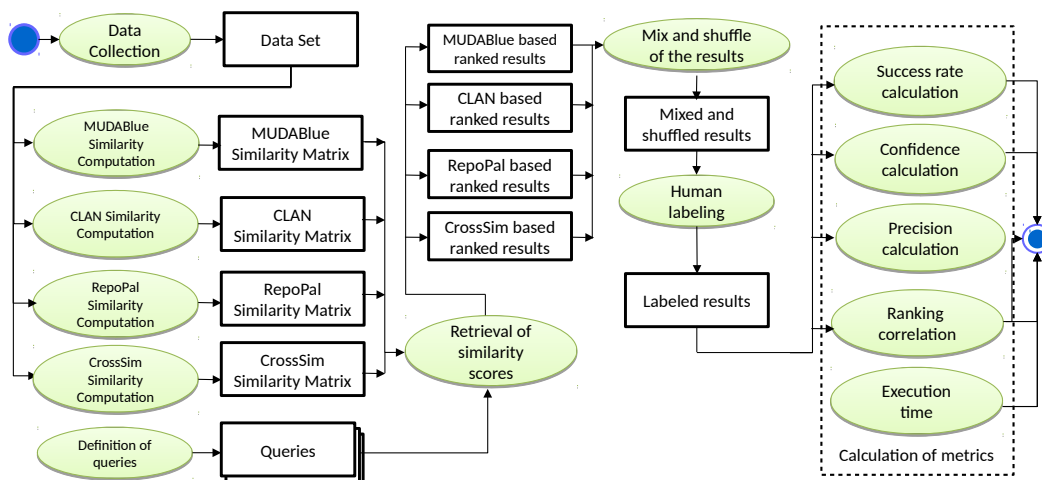 Data
Collection
Data Set
MUDABlue
Similarity
Computation
MUDABlue
Similarity Matrix
CLAN Similarity
Computation
CLAN
Similarity Matrix
RepoPal
Similarity
Computation
RepoPal
Similarity Matrix
CrossSim
Similarity
Computation
CrossSim
Similarity Matrix
Definition of
queries
Queries
MUDABlue based
ranked results
CLAN based
ranked results
RepoPal based
ranked results
CrossSim based
ranked results
Retrieval of
similarity
scores
Mix and shuffle
of the results
Mixed and
shuffled results
Human
labeling
Labeled results
Success rate
calculation
Confidence
calculation
Precision
calculation
Ranking
correlation
Execution
time
Calculation of metrics